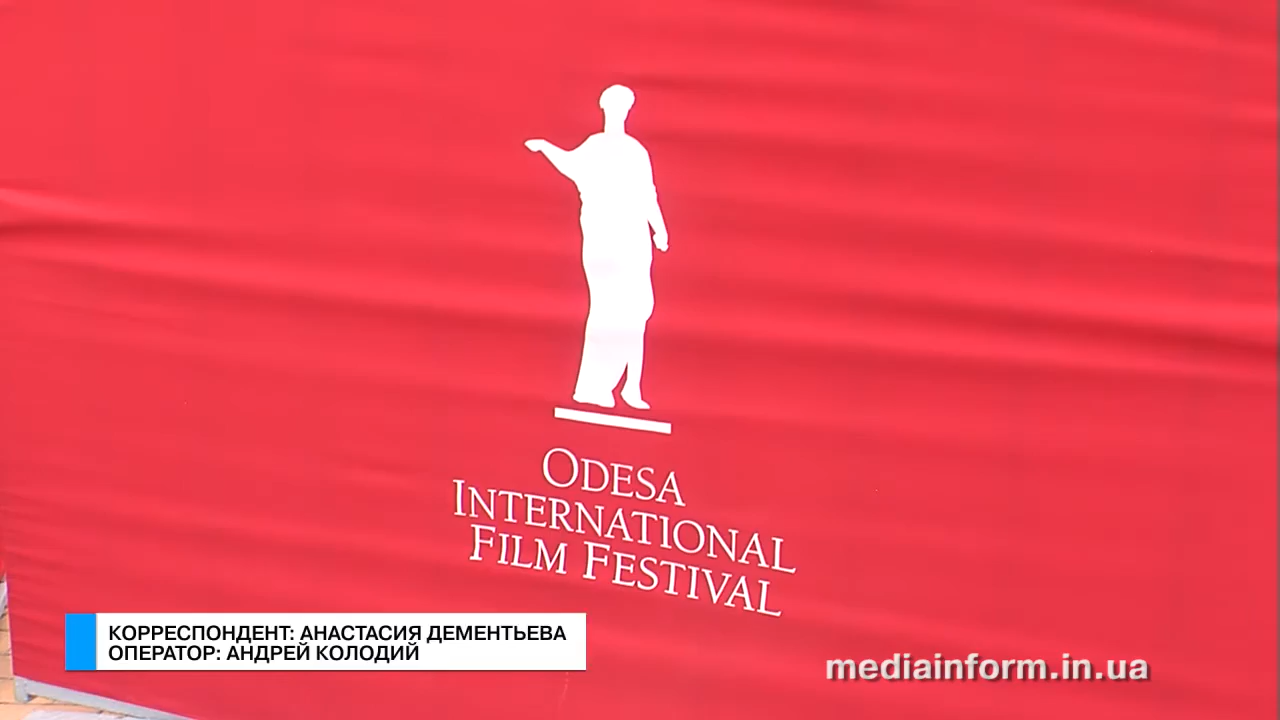 ODESA
INTERNATIONAL
FILM FESTIVAL
КОРРЕСПОНДЕНТ: АНАСТАСИЯ ДЕМЕНТЬЕВА
ОПЕРАТОР: АНДРЕЙ КОЛОДИЙ
mediainform.in.ua